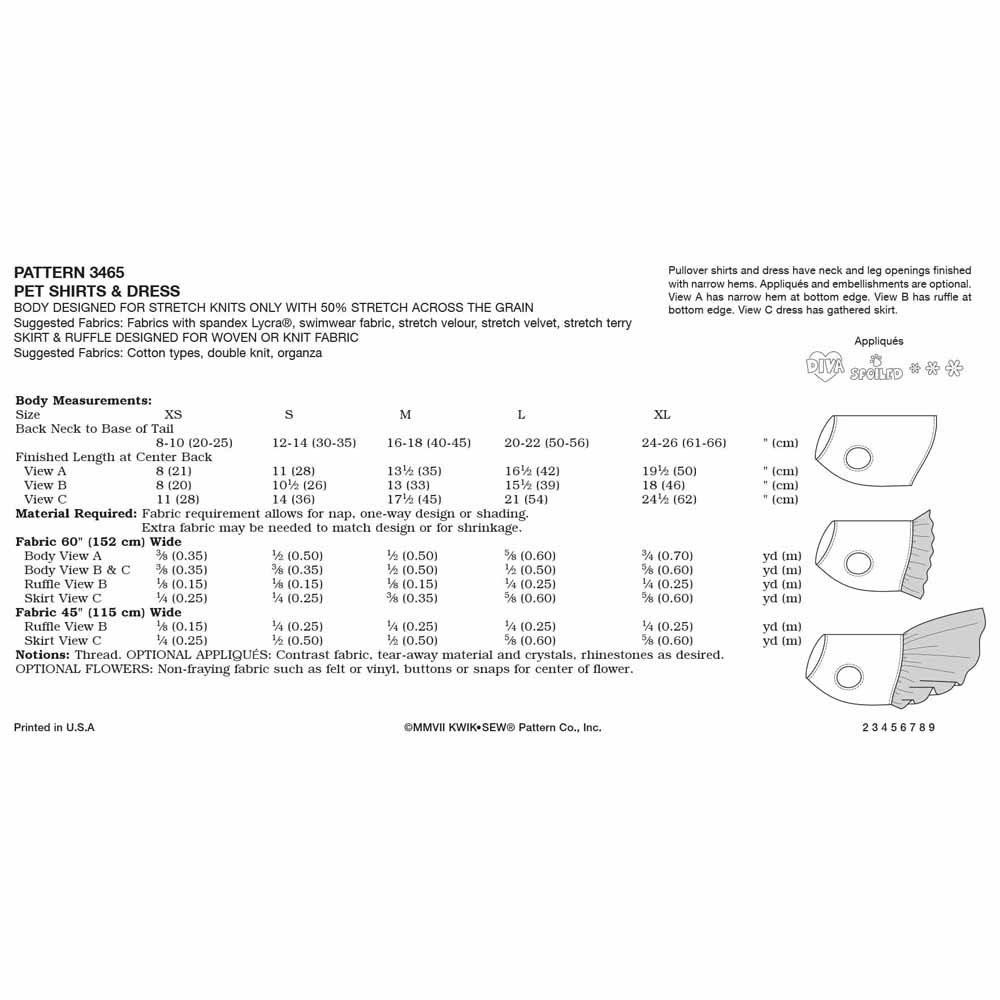 PATTERN 3465
PET SHIRTS & DRESS
BODY DESIGNED FOR STRETCH KNITS ONLY WITH 50% STRETCH ACROSS THE GRAIN
Suggested Fabrics: Fabrics with spandex Lycra®, swimwear fabric, stretch velour, stretch velvet, stretch terry
SKIRT & RUFFLE DESIGNED FOR WOVEN OR KNIT FABRIC
Suggested Fabrics: Cotton types, double knit, organza
Pullover shirts and dress have neck and leg openings finished
with narrow hems. Appliqués and embellishments are optional.
View A has narrow hem at bottom edge. View B has ruffle at
bottom edge. View C dress has gathered skirt.
Appliqués
DIVA SPOILED
Body Measurements:
Size XS S M L XL
Back Neck to Base of Tail
8-10 (20-25) 12-14 (30-35) 16-18 (40-45) 20-22 (50-56) 24-26 (61-66) " (cm)
Finished Length at Center Back
View A 8 (21) 11 (28) 13½ (35) 16½ (42) 19½ (50) " (cm)
View B 8 (20) 10½ (26) 13 (33) 15½ (39) 18 (46) " (cm)
View C 11 (28) 14 (36) 17½ (45) 21 (54) 24½ (62) " (cm)
Material Required: Fabric requirement allows for nap, one-way design or shading.
Extra fabric may be needed to match design or for shrinkage.
Fabric 60" (152 cm) Wide
Body View A ⅜ (0.35) ½ (0.50) ½ (0.50) ⅝ (0.60) ¾ (0.70) yd (m)
Body View B & C ⅜ (0.35) ⅜ (0.35) ½ (0.50) ½ (0.50) ⅝ (0.60) yd (m)
Ruffle View B ⅛ (0.15) ⅛ (0.15) ⅛ (0.15) ¼ (0.25) ¼ (0.25) yd (m)
Skirt View C ¼ (0.25) ¼ (0.25) ⅜ (0.35) ⅝ (0.60) ⅝ (0.60) yd (m)
Fabric 45" (115 cm) Wide
Ruffle View B ⅛ (0.15) ¼ (0.25) ¼ (0.25) ¼ (0.25) ¼ (0.25) yd (m)
Skirt View C ¼ (0.25) ½ (0.50) ½ (0.50) ⅝ (0.60) ⅝ (0.60) yd (m)
Notions: Thread. OPTIONAL APPLIQUÉS: Contrast fabric, tear-away material and crystals, rhinestones as desired.
OPTIONAL FLOWERS: Non-fraying fabric such as felt or vinyl, buttons or snaps for center of flower.
Printed in U.S.A ©MMVII KWIK•SEW® Pattern Co., Inc. 2 3 4 5 6 7 8 9